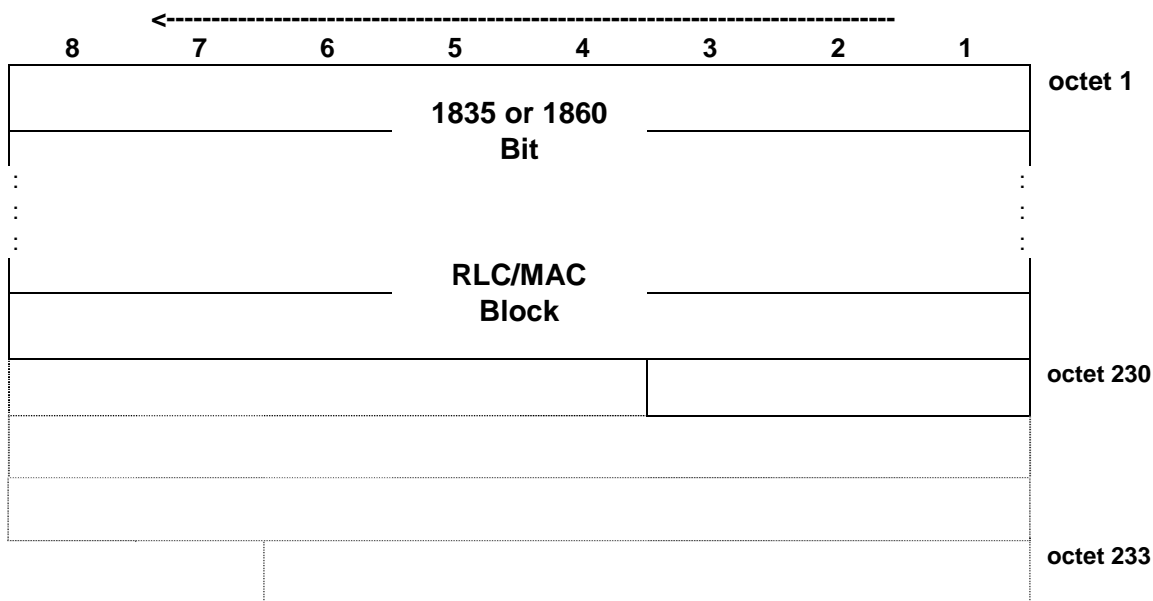 <---------------------------------------------------------------------------------
8 7 6 5 4 3 2 1
octet 1
1835 or 1860
Bit
: :
: :
: :
RLC/MAC
Block
octet 230
octet 233